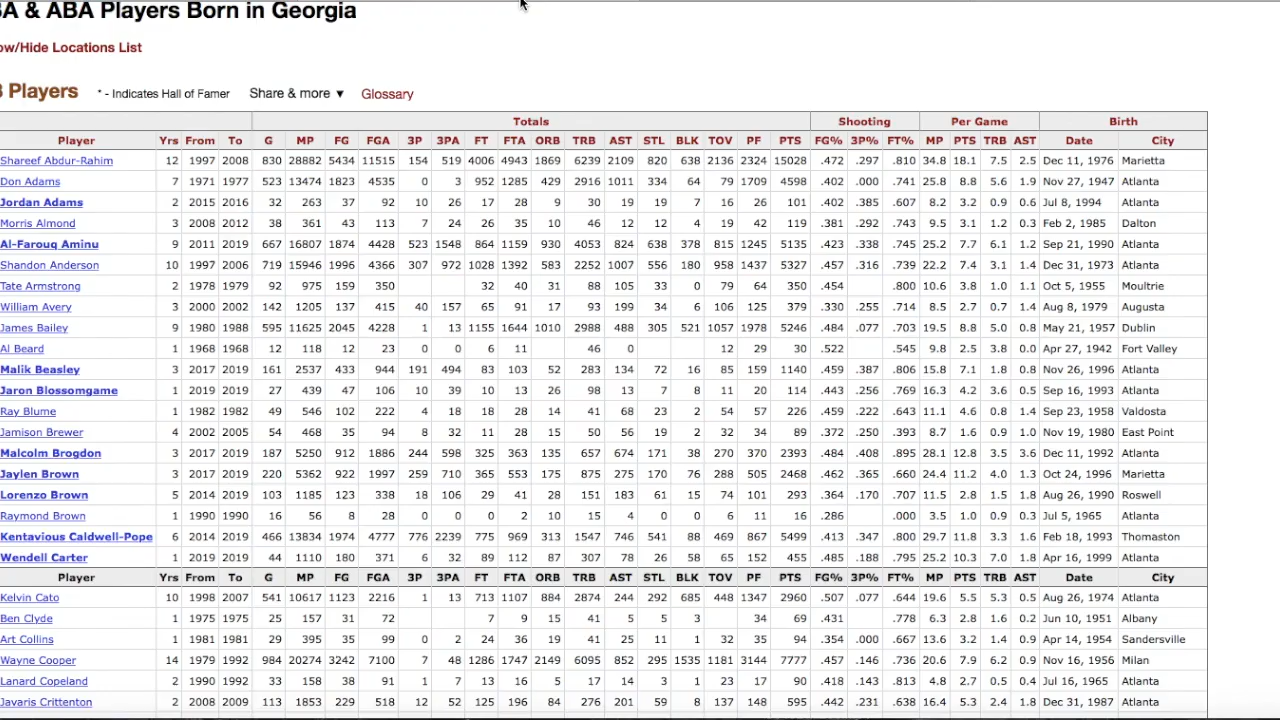 BA & ABA Players Born in Georgia
ow/Hide Locations List
B Players * - Indicates Hall of Famer Share & more ▼ Glossary
Totals Shooting Per Game Birth
Player Yrs From To G MP FG FGA 3P 3PA FT FTA ORB TRB AST STL BLK TOV PF PTS FG% 3P% FT% MP PTS TRB AST Date City
Shareef Abdur-Rahim 12 1997 2008 830 28882 5434 11515 154 519 4006 4943 1869 6239 2109 820 638 2136 2324 15028 .472 .297 .810 34.8 18.1 7.5 2.5 Dec 11, 1976 Marietta
Don Adams 7 1971 1977 523 13474 1823 4535 0 3 952 1285 429 2916 1011 334 64 79 1709 4598 .402 .000 .741 25.8 8.8 5.6 1.9 Nov 27, 1947 Atlanta
Jordan Adams 2 2015 2016 32 263 37 92 10 26 17 28 9 30 19 19 7 16 26 101 .402 .385 .607 8.2 3.2 0.9 0.6 Jul 8, 1994 Atlanta
Morris Almond 3 2008 2012 38 361 43 113 7 24 26 35 10 46 12 12 4 19 42 119 .381 .292 .743 9.5 3.1 1.2 0.3 Feb 2, 1985 Dalton
Al-Farouq Aminu 9 2011 2019 667 16807 1874 4428 523 1548 864 1159 930 4053 824 638 378 815 1245 5135 .423 .338 .745 25.2 7.7 6.1 1.2 Sep 21, 1990 Atlanta
Shandon Anderson 10 1997 2006 719 15946 1996 4366 307 972 1028 1392 583 2252 1007 556 180 958 1437 5327 .457 .316 .739 22.2 7.4 3.1 1.4 Dec 31, 1973 Atlanta
Tate Armstrong 2 1978 1979 92 975 159 350 32 40 31 88 105 33 0 79 64 350 .454 .800 10.6 3.8 1.0 1.1 Oct 5, 1955 Moultrie
William Avery 3 2000 2002 142 1205 137 415 40 157 65 91 17 93 199 34 6 106 125 379 .330 .255 .714 8.5 2.7 0.7 1.4 Aug 8, 1979 Augusta
James Bailey 9 1980 1988 595 11625 2045 4228 1 13 1155 1644 1010 2988 488 305 521 1057 1978 5246 .484 .077 .703 19.5 8.8 5.0 0.8 May 21, 1957 Dublin
Al Beard 1 1968 1968 12 118 12 23 0 0 6 11 46 0 12 29 30 .522 .545 9.8 2.5 3.8 0.0 Apr 27, 1942 Fort Valley
Malik Beasley 3 2017 2019 161 2537 433 944 191 494 83 103 52 283 134 72 16 85 159 1140 .459 .387 .806 15.8 7.1 1.8 0.8 Nov 26, 1996 Atlanta
Jaron Blossomgame 1 2019 2019 27 439 47 106 10 39 10 13 26 98 13 7 8 11 20 114 .443 .256 .769 16.3 4.2 3.6 0.5 Sep 16, 1993 Atlanta
Ray Blume 1 1982 1982 49 546 102 222 4 18 18 28 14 41 68 23 2 54 57 226 .459 .222 .643 11.1 4.6 0.8 1.4 Sep 23, 1958 Valdosta
Jamison Brewer 4 2002 2005 54 468 35 94 8 32 11 28 15 50 56 19 2 32 34 89 .372 .250 .393 8.7 1.6 0.9 1.0 Nov 19, 1980 East Point
Malcolm Brogdon 3 2017 2019 187 5250 912 1886 244 598 325 363 135 657 674 171 38 270 370 2393 .484 .408 .895 28.1 12.8 3.5 3.6 Dec 11, 1992 Atlanta
Jaylen Brown 3 2017 2019 220 5362 922 1997 259 710 365 553 175 875 275 170 76 288 505 2468 .462 .365 .660 24.4 11.2 4.0 1.3 Oct 24, 1996 Marietta
Lorenzo Brown 5 2014 2019 103 1185 123 338 18 106 29 41 28 151 183 61 15 74 101 293 .364 .170 .707 11.5 2.8 1.5 1.8 Aug 26, 1990 Roswell
Raymond Brown 1 1990 1990 16 56 8 28 0 0 0 2 10 15 4 0 0 6 11 16 .286 .000 3.5 1.0 0.9 0.3 Jul 5, 1965 Atlanta
Kentavious Caldwell-Pope 6 2014 2019 466 13834 1974 4777 776 2239 775 969 313 1547 746 541 88 469 867 5499 .413 .347 .800 29.7 11.8 3.3 1.6 Feb 18, 1993 Thomaston
Wendell Carter 1 2019 2019 44 1110 180 371 6 32 89 112 87 307 78 26 58 65 152 455 .485 .188 .795 25.2 10.3 7.0 1.8 Apr 16, 1999 Atlanta
Player Yrs From To G MP FG FGA 3P 3PA FT FTA ORB TRB AST STL BLK TOV PF PTS FG% 3P% FT% MP PTS TRB AST Date City
Kelvin Cato 10 1998 2007 541 10617 1123 2216 1 13 713 1107 884 2874 244 292 685 448 1347 2960 .507 .077 .644 19.6 5.5 5.3 0.5 Aug 26, 1974 Atlanta
Ben Clyde 1 1975 1975 25 157 31 72 7 9 15 41 5 5 3 34 69 .431 .778 6.3 2.8 1.6 0.2 Jun 10, 1951 Albany
Art Collins 1 1981 1981 29 395 35 99 0 2 24 36 19 41 25 11 1 32 35 94 .354 .000 .667 13.6 3.2 1.4 0.9 Apr 14, 1954 Sandersville
Wayne Cooper 14 1979 1992 984 20274 3242 7100 7 48 1286 1747 2149 6095 852 295 1535 1181 3144 7777 .457 .146 .736 20.6 7.9 6.2 0.9 Nov 16, 1956 Milan
Lanard Copeland 2 1990 1992 33 158 38 91 1 7 13 16 5 17 14 3 1 23 17 90 .418 .143 .813 4.8 2.7 0.5 0.4 Jul 16, 1965 Atlanta
Javaris Crittenton 2 2008 2009 113 1853 229 518 12 52 125 196 84 276 201 59 8 137 148 595 .442 .231 .638 16.4 5.3 2.4 1.8 Dec 31, 1987 Atlanta